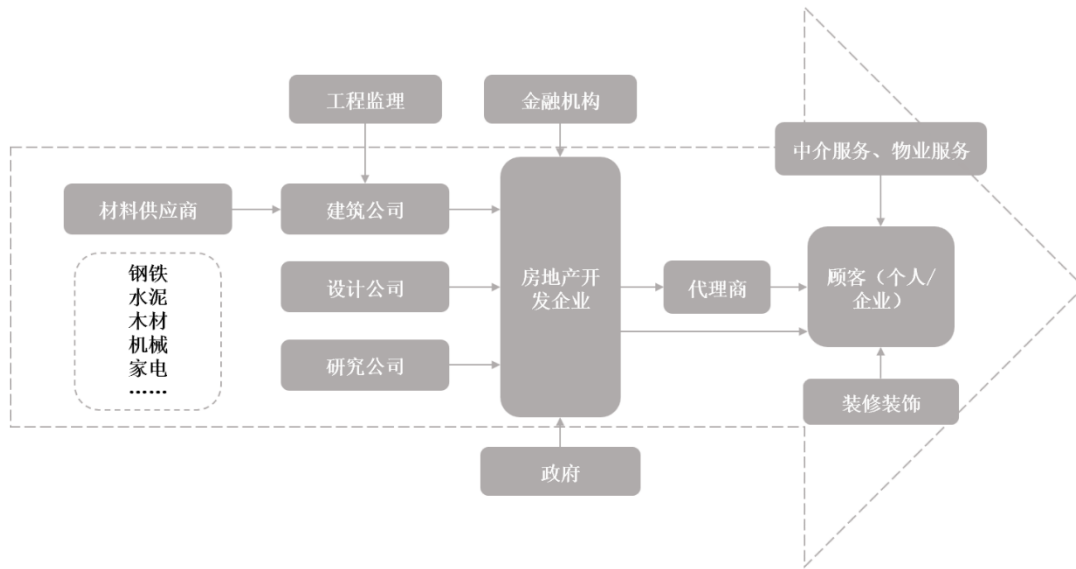 工程监理
金融机构
中介服务、物业服务
材料供应商
建筑公司
钢铁
水泥
木材
机械
家电
……
设计公司
研究公司
房地产开
发企业
代理商
顾客（个人/
企业）
装修装饰
政府